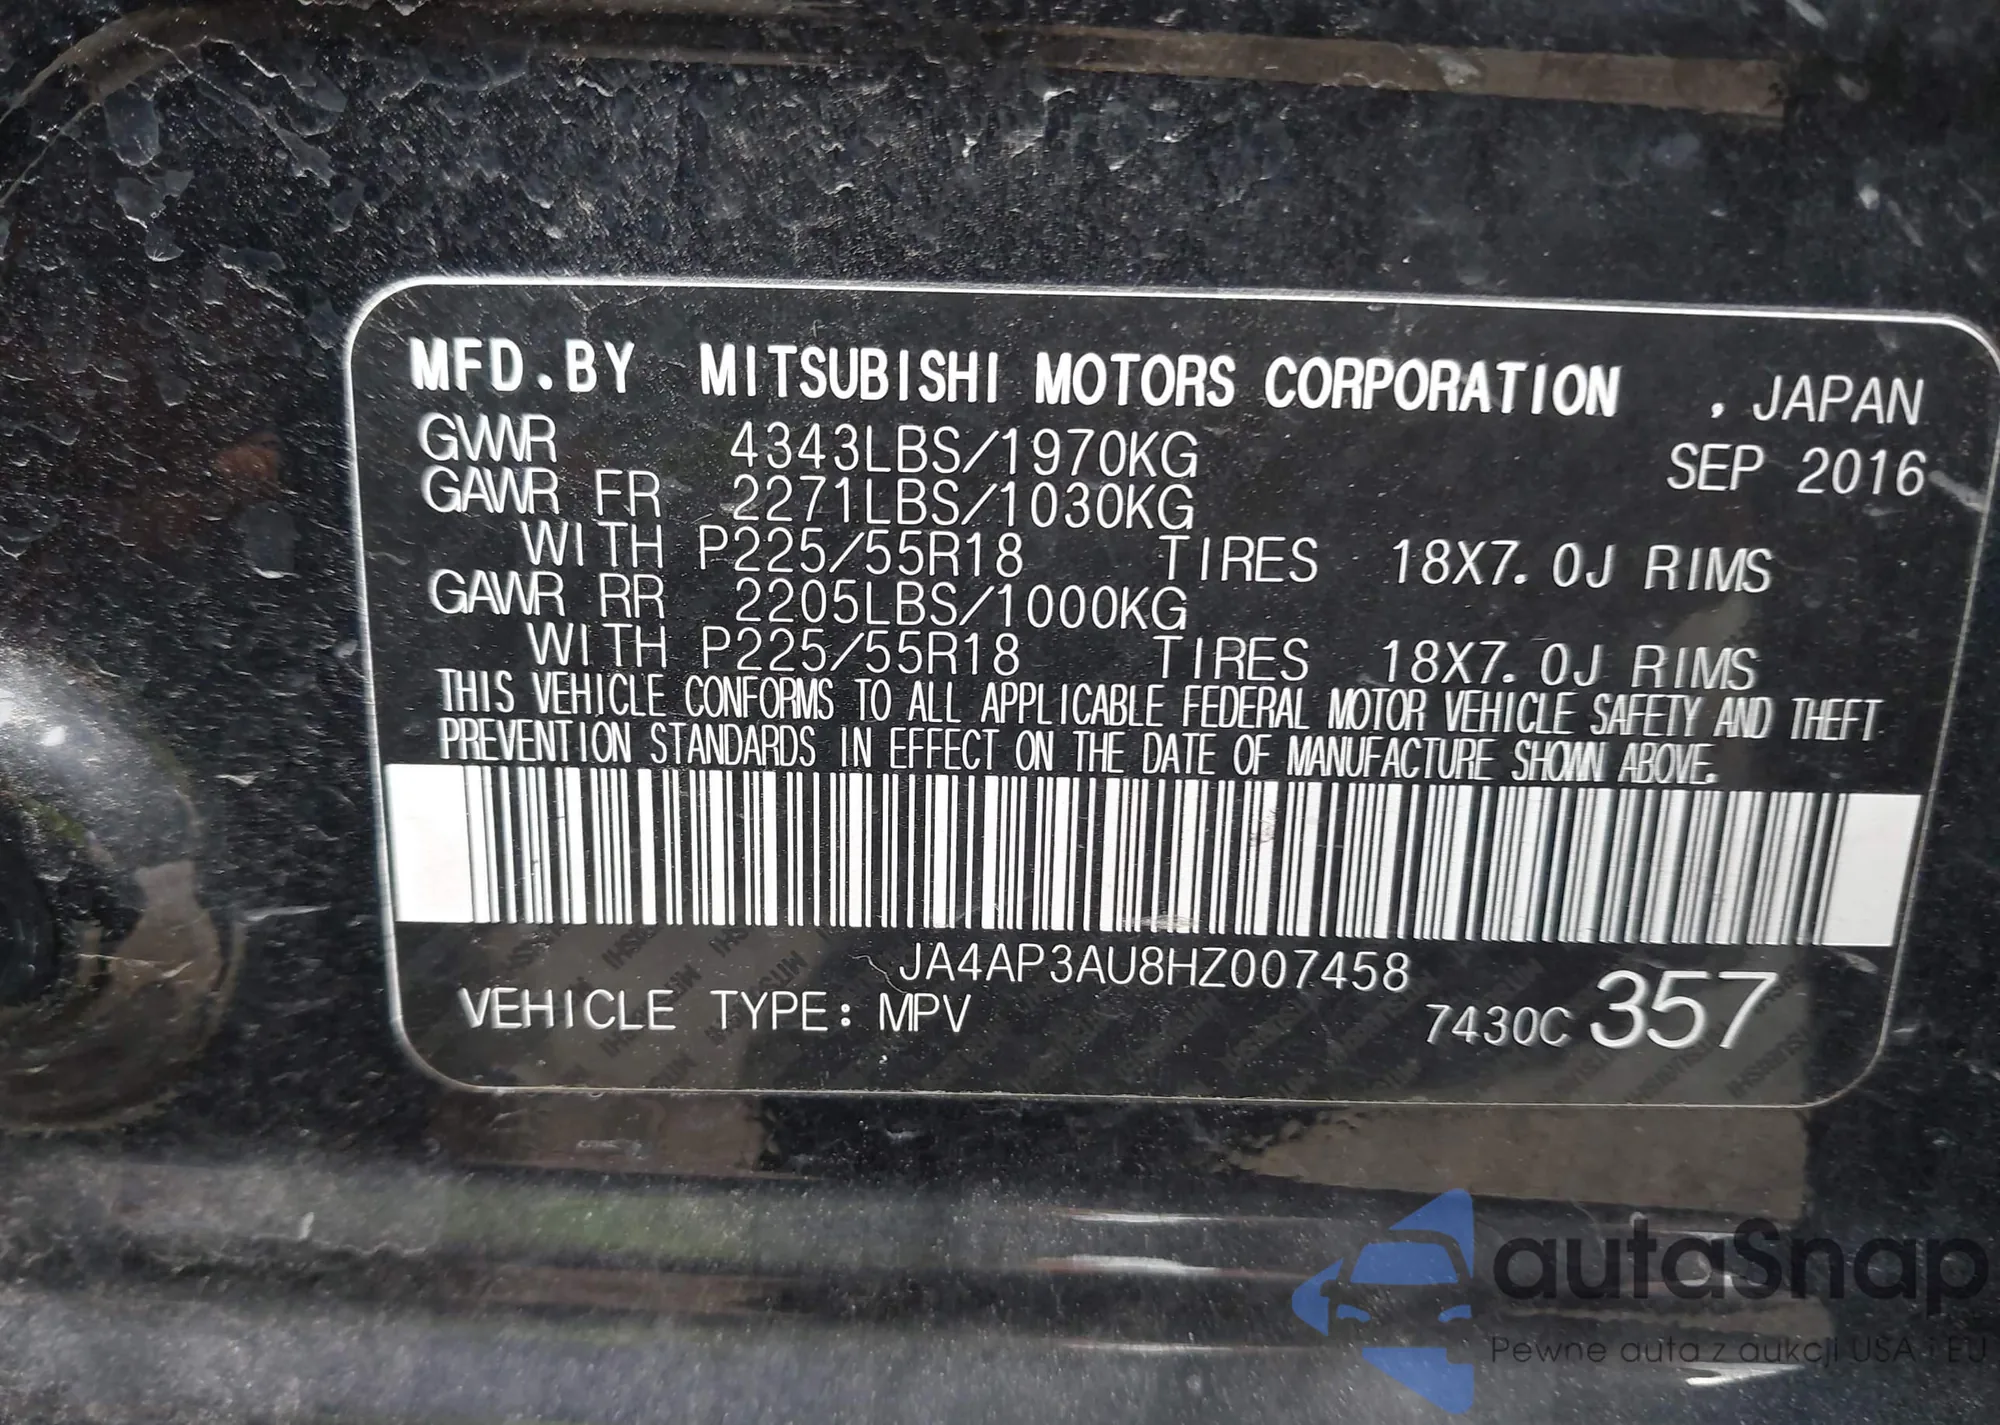 MFD.BY MITSUBISHI MOTORS CORPORATION , JAPAN
GVWR 4343LBS/1970KG SEP 2016
GAWR FR 2271LBS/1030KG
WITH P225/55R18 TIRES 18X7.0J RIMS
GAWR RR 2205LBS/1000KG
WITH P225/55R18 TIRES 18X7.0J RIMS
THIS VEHICLE CONFORMS TO ALL APPLICABLE FEDERAL MOTOR VEHICLE SAFETY AND THEFT
PREVENTION STANDARDS IN EFFECT ON THE DATE OF MANUFACTURE SHOWN ABOVE.
JA4AP3AU8HZ007458
VEHICLE TYPE: MPV 7430C 357
autaSnap
Pewne auta z aukcji USA i EU